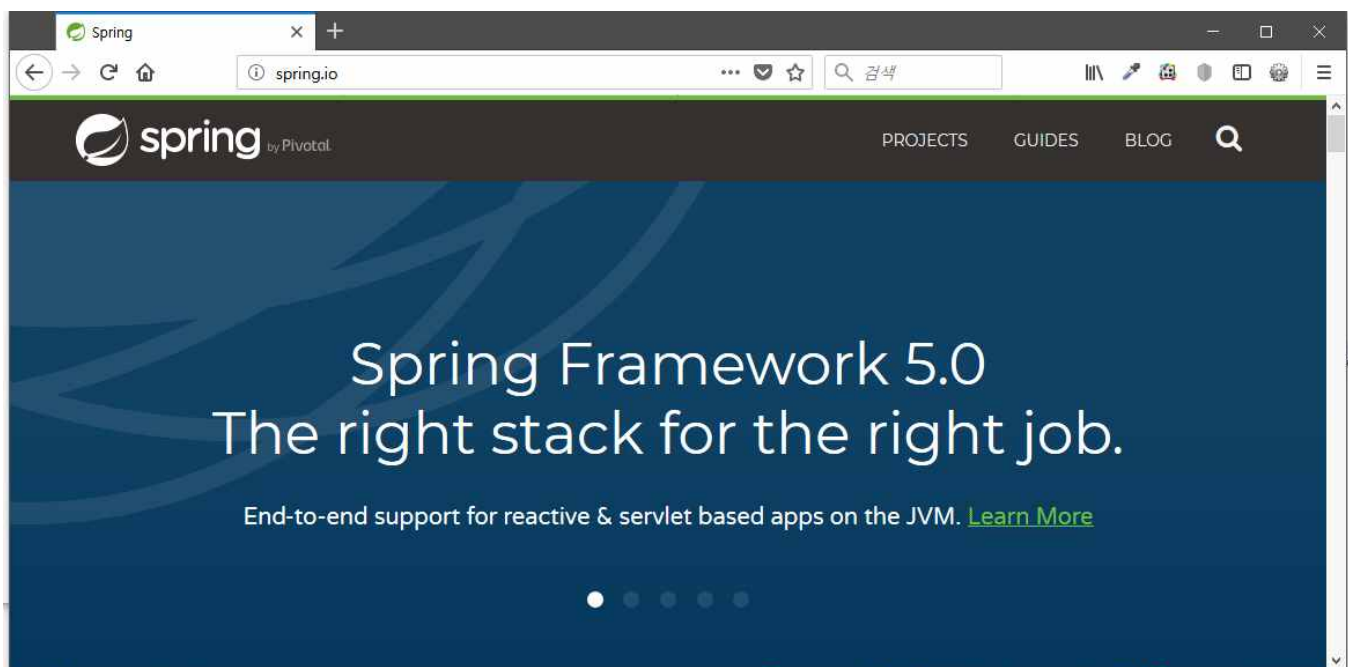 Spring
spring.io
검색
spring by Pivotal
PROJECTS GUIDES BLOG
Spring Framework 5.0
The right stack for the right job.
End-to-end support for reactive & servlet based apps on the JVM. Learn More